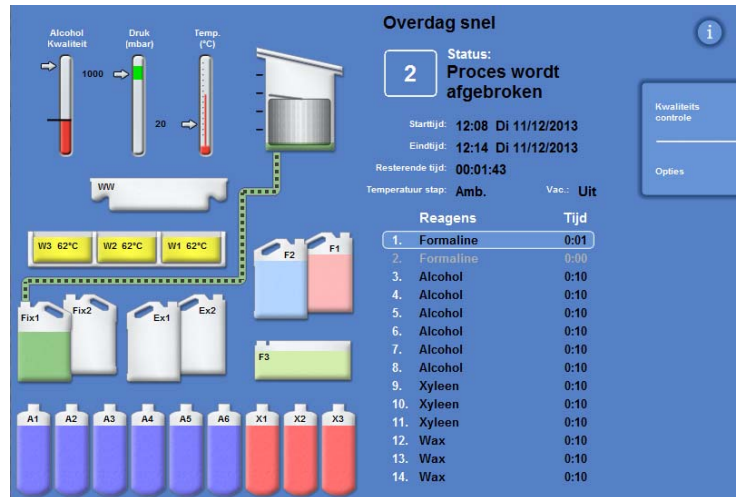 Alcohol
Kwaliteit
Druk
(mbar)
Temp.
(°C)
1000
20
WW
W3 62°C
W2 62°C
W1 62°C
F2
F1
Fix1
Fix2
Ex1
Ex2
F3
A1
A2
A3
A4
A5
A6
X1
X2
X3
Overdag snel
2
Status:
Proces wordt
afgebroken
Starttijd: 12:08 Di 11/12/2013
Eindtijd: 12:14 Di 11/12/2013
Resterende tijd: 00:01:43
Temperatuur stap: Amb. Vac.: Uit
Reagens Tijd
1. Formaline 0:01
2. Formaline 0:00
3. Alcohol 0:10
4. Alcohol 0:10
5. Alcohol 0:10
6. Alcohol 0:10
7. Alcohol 0:10
8. Alcohol 0:10
9. Xyleen 0:10
10. Xyleen 0:10
11. Xyleen 0:10
12. Wax 0:10
13. Wax 0:10
14. Wax 0:10
i
Kwaliteits
controle
Opties